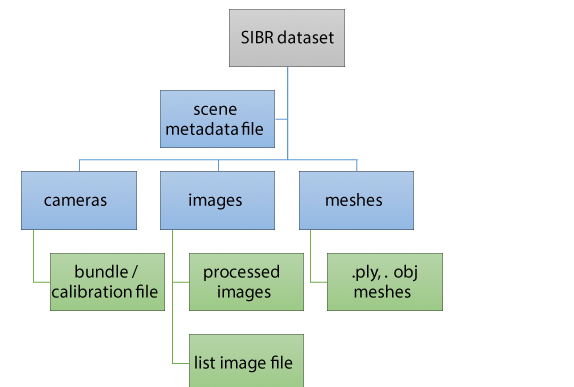 SIBR dataset
scene
metadata file
cameras
images
meshes
bundle /
calibration file
processed
images
.ply, . obj
meshes
list image file